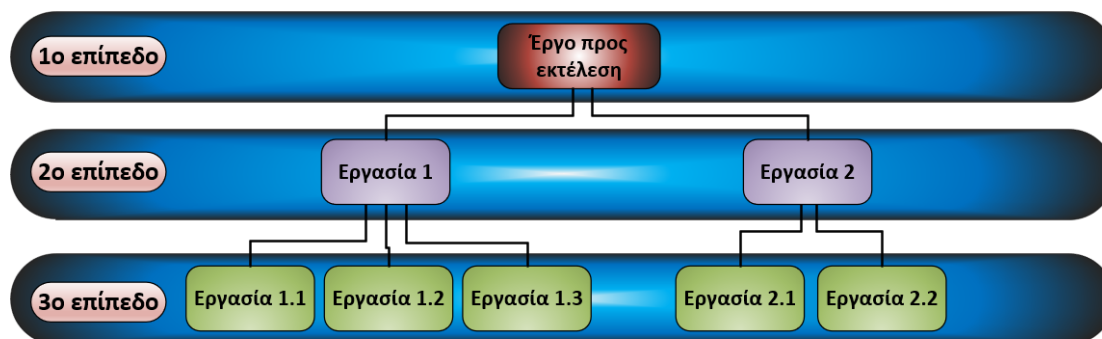 1ο επίπεδο
Έργο προς
εκτέλεση
2ο επίπεδο
Εργασία 1
Εργασία 2
3ο επίπεδο
Εργασία 1.1
Εργασία 1.2
Εργασία 1.3
Εργασία 2.1
Εργασία 2.2